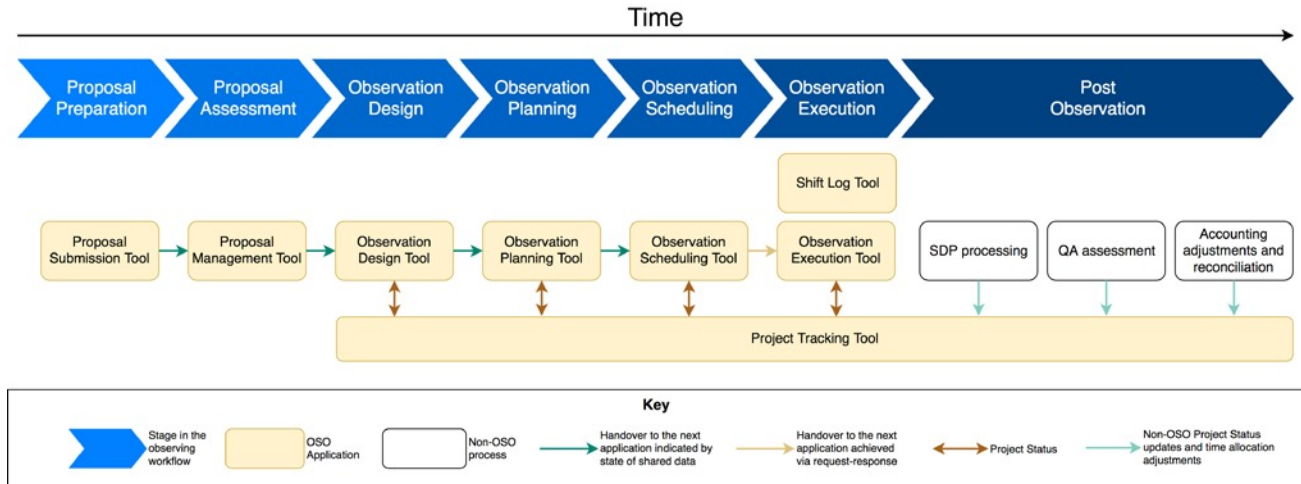 Time
Proposal
Preparation
Proposal
Assessment
Observation
Design
Observation
Planning
Observation
Scheduling
Observation
Execution
Post
Observation
Shift Log Tool
Proposal
Submission Tool
Proposal
Management Tool
Observation
Design Tool
Observation
Planning Tool
Observation
Scheduling Tool
Observation
Execution Tool
SDP processing
QA assessment
Accounting
adjustments and
reconciliation
Project Tracking Tool
Key
Stage in the
observing
workflow
OSO
Application
Non-OSO
process
Handover to the next
application indicated by
state of shared data
Handover to the next
application achieved
via request-response
Project Status
Non-OSO Project Status
updates and time allocation
adjustments